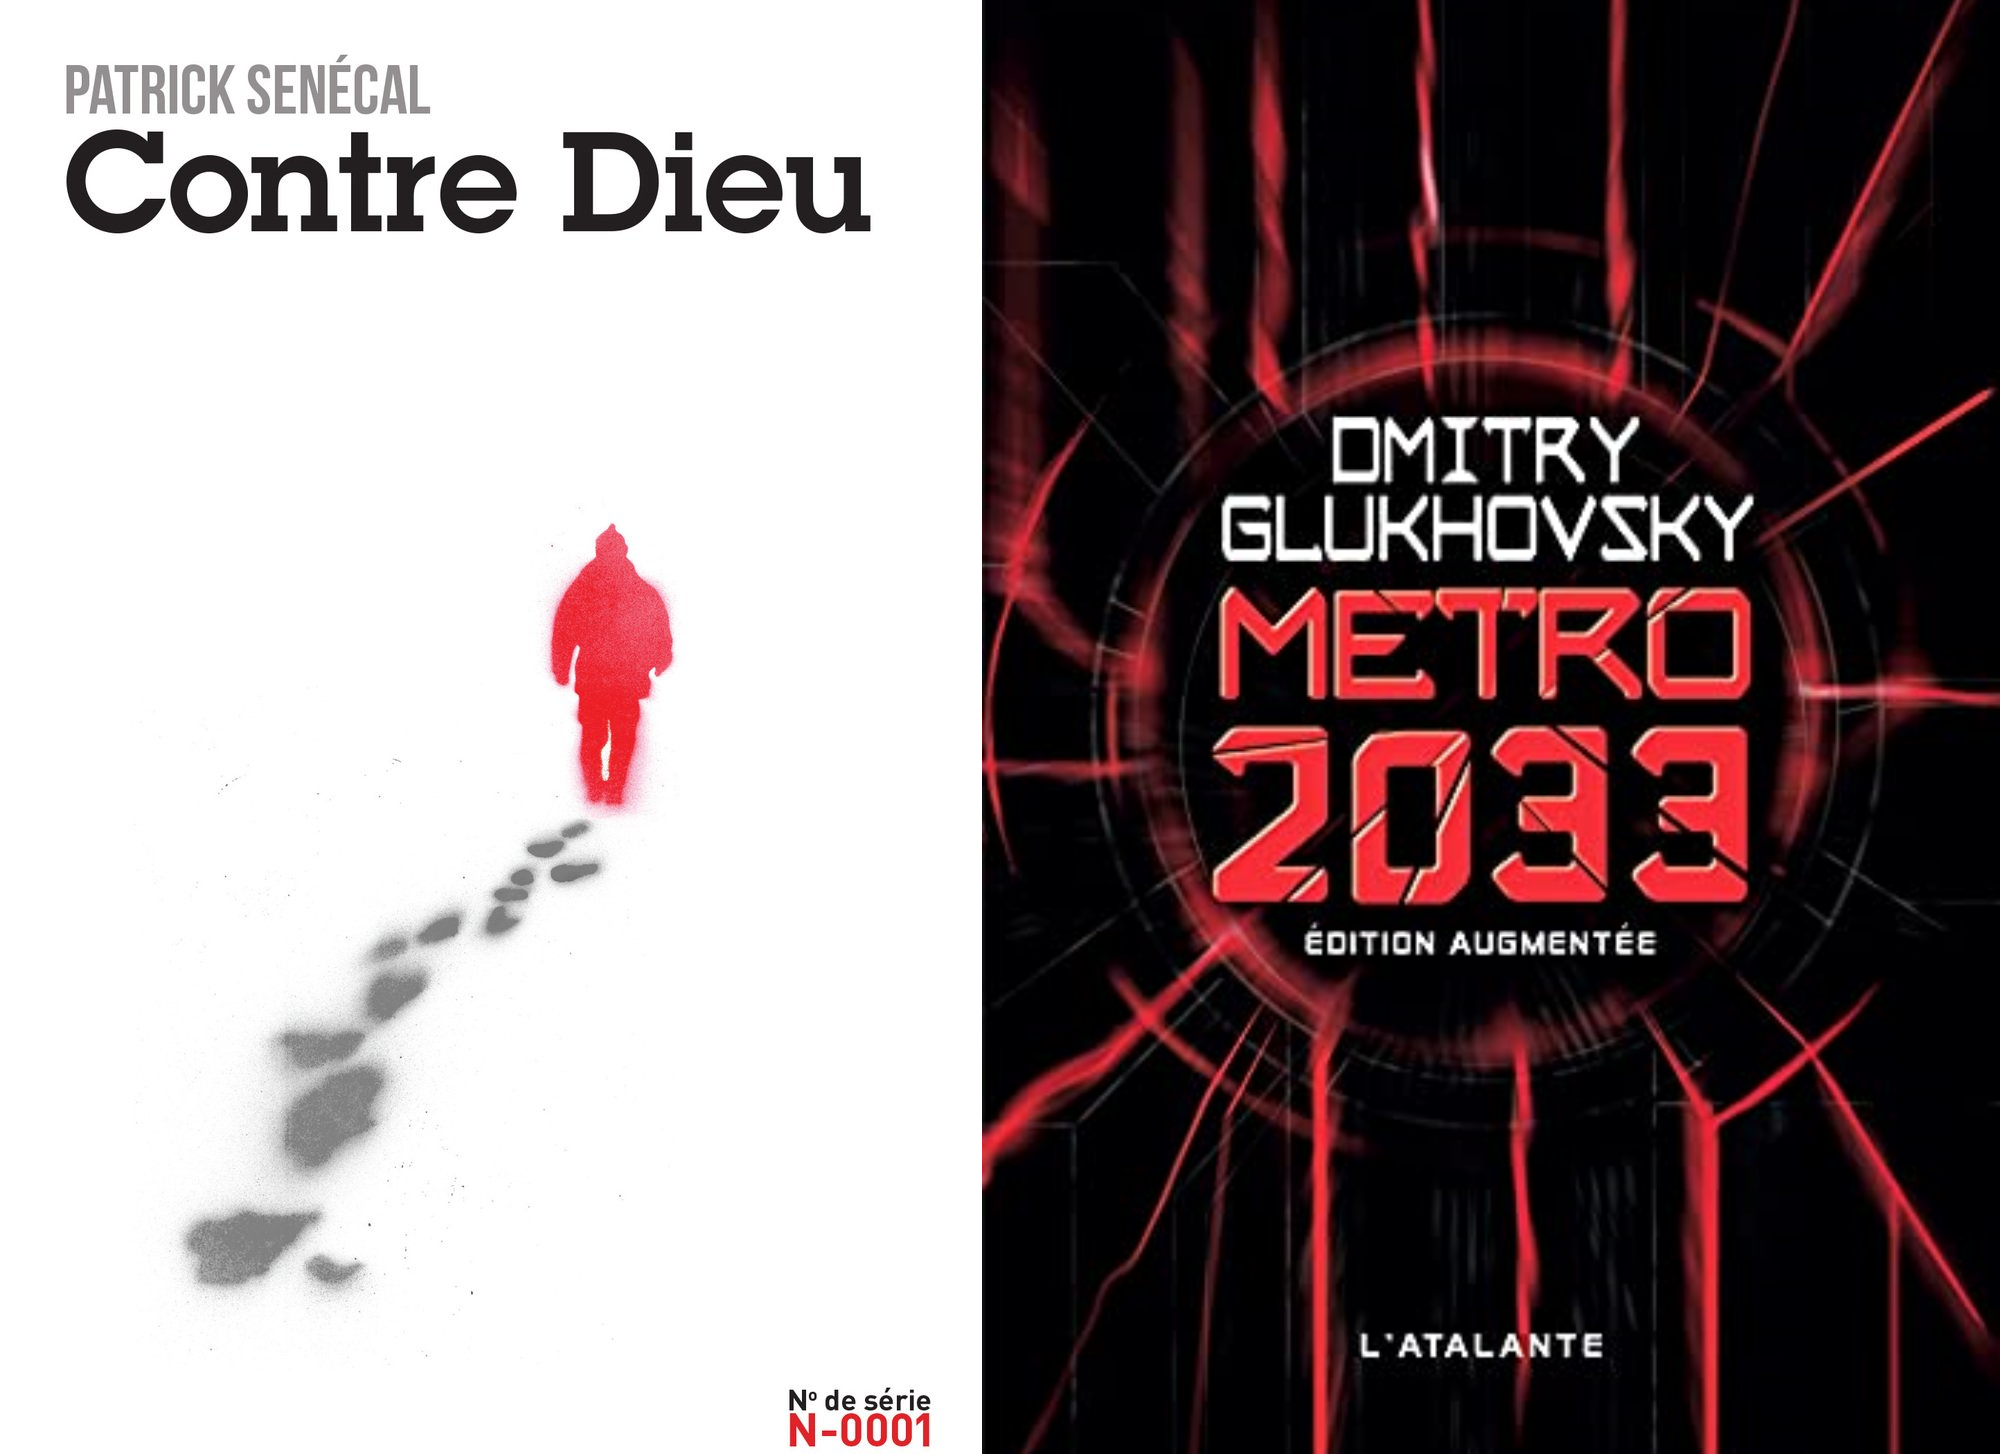 PATRICK SENÉCAL
Contre Dieu
Nº de série
N-0001
DMITRY
GLUKHOVSKY
METRO
2033
ÉDITION AUGMENTÉE
L'ATALANTE